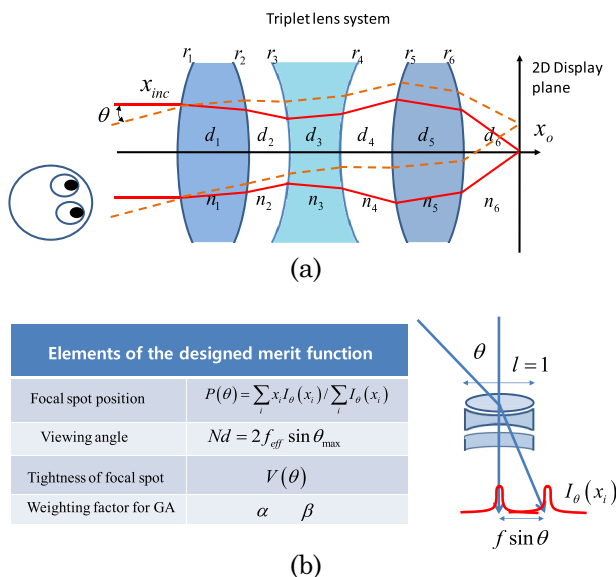 Triplet lens system
r₁ r₂ r₃ r₄ r₅ r₆
2D Display plane
x_inc
θ
x_o
d₁ d₂ d₃ d₄ d₅ d₆
n₁ n₂ n₃ n₄ n₅ n₆
(a)
Elements of the designed merit function
Focal spot position P(θ) = ∑_i x_i I_θ(x_i) / ∑_i I_θ(x_i)
Viewing angle Nd = 2 f_eff sin θ_max
Tightness of focal spot V(θ)
Weighting factor for GA α β
θ
l = 1
I_θ(x_i)
f sin θ
(b)